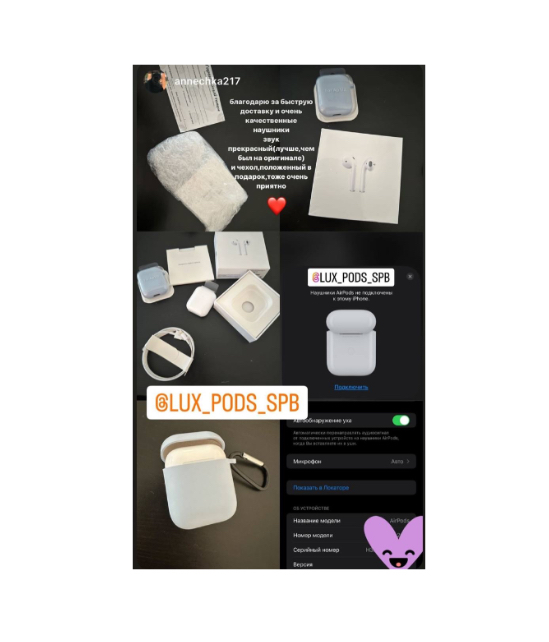 annechka217
благодарю за быструю
доставку и очень
качественные
наушники
звук
прекрасный(лучше,чем
был на оригинале)
и чехол,положенный в
подарок,тоже очень
приятно
@LUX_PODS_SPB
Наушники AirPods не подключены
к этому iPhone.
Подключить
@LUX_PODS_SPB
Автообнаружение уха
Микрофон
Авто
Показать в Локаторе
ОБ УСТРОЙСТВЕ
Название модели
AirPods
Номер модели
Серийный номер
Версия